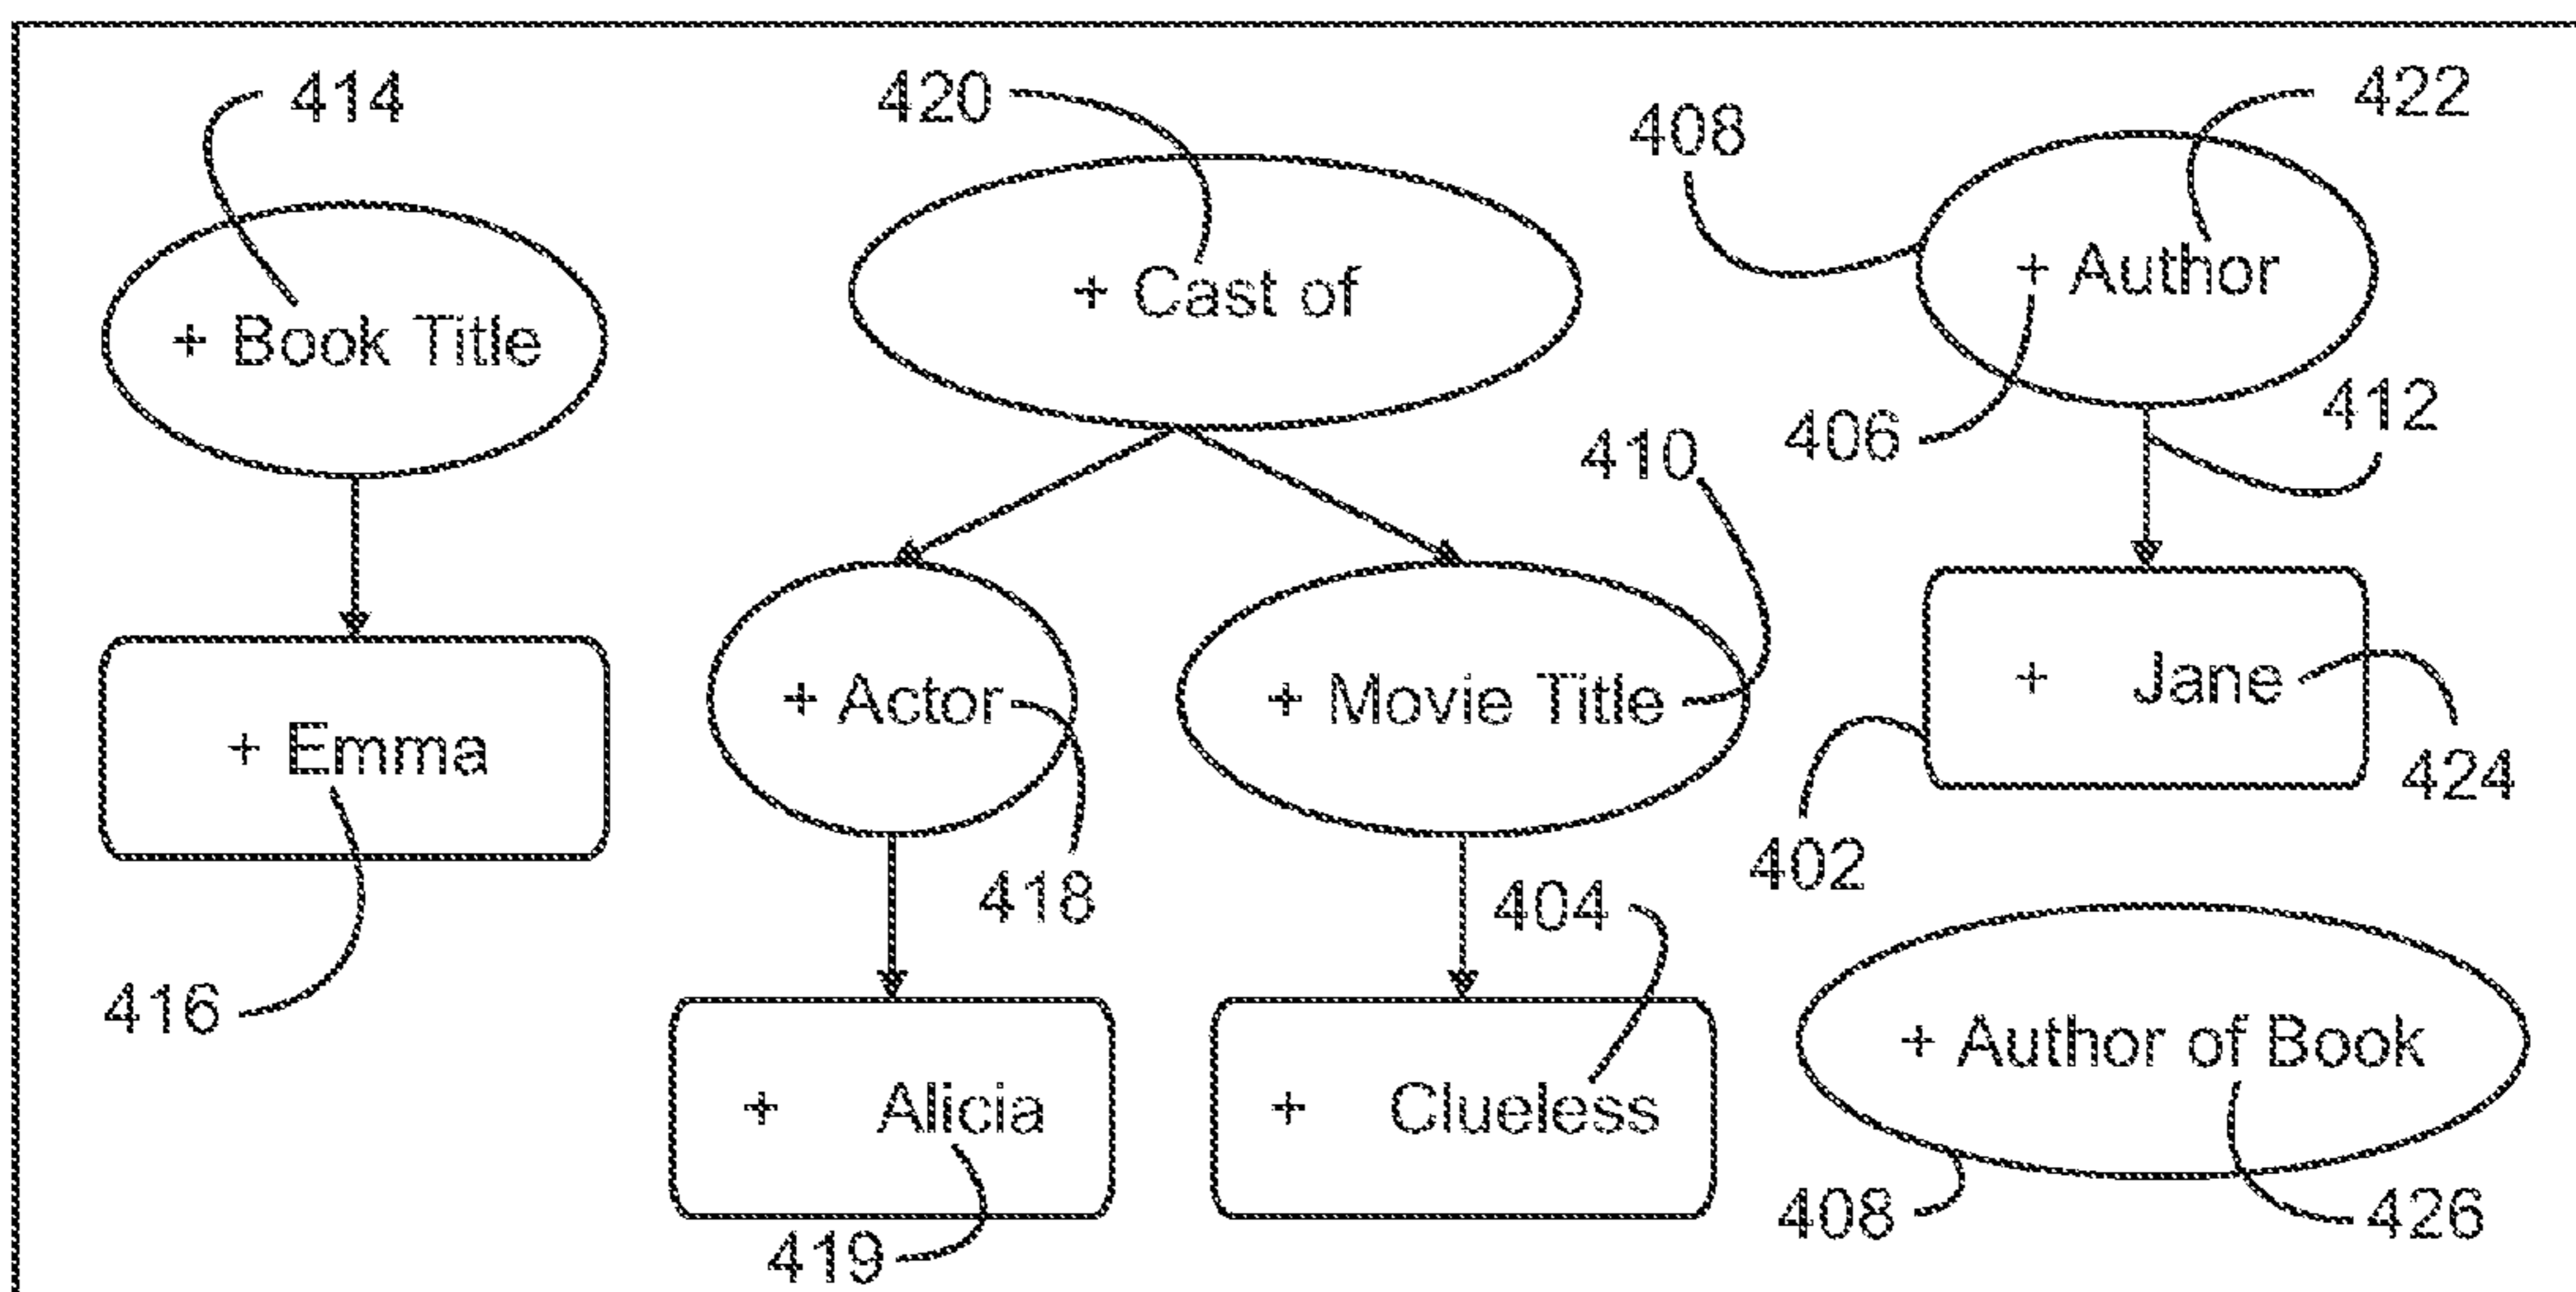 414
420
422
408
+ Book Title
+ Cast of
+ Author
406
412
410
+ Emma
+ Actor
+ Movie Title
+ Jane
424
402
418
404
416
+ Alicia
+ Clueless
+ Author of Book
419
408
426